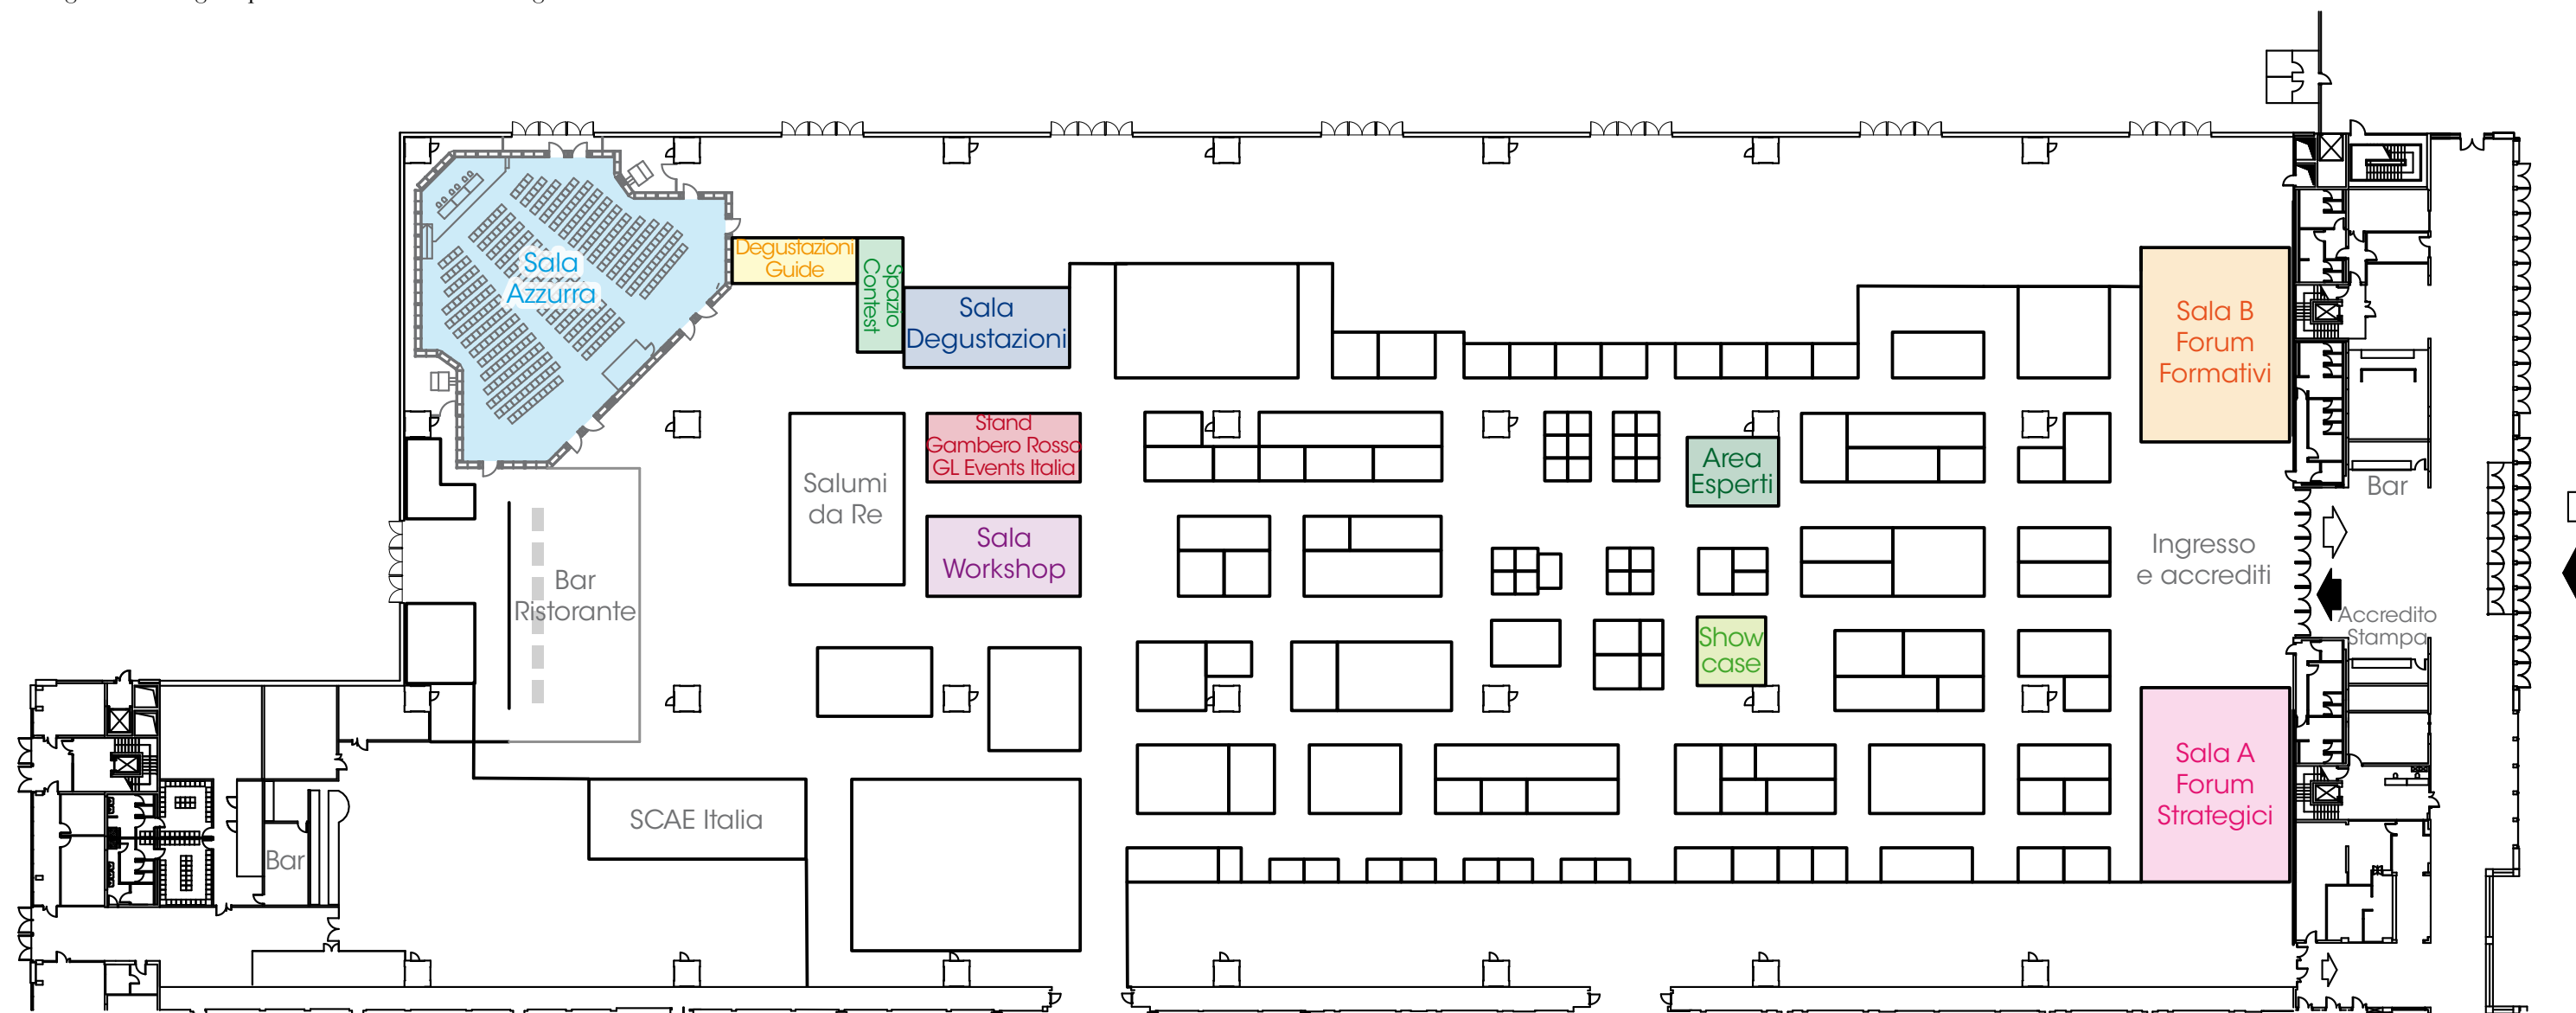 Sala
Azzurra
Degustazioni
Guide
Spazio
Contest
Sala
Degustazioni
Sala B
Forum
Formativi
Stand
Gambero Rosso
GL Events Italia
Salumi
da Re
Area
Esperti
Bar
Sala
Workshop
Ingresso
e accrediti
Bar
Ristorante
Accredito
Stampa
Show
case
Sala A
Forum
Strategici
SCAE Italia
Bar